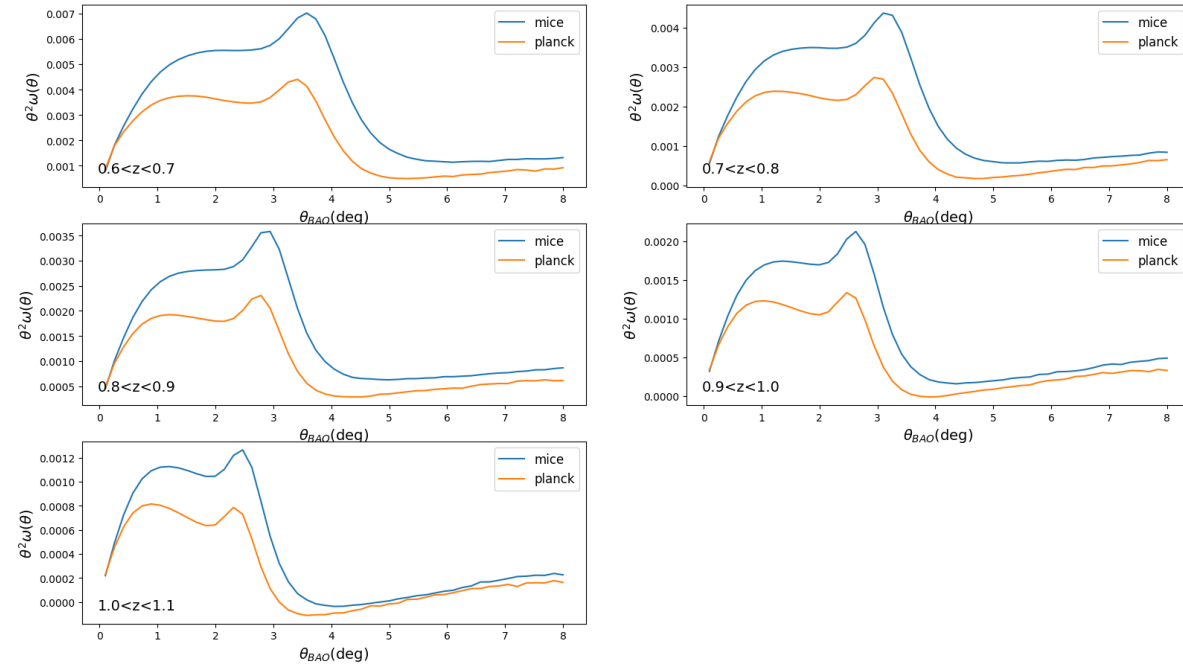 0.007
0.006
0.005
0.004
0.003
0.002
0.001
θ²ω(θ)
mice
planck
0.6<z<0.7
0 1 2 3 4 5 6 7 8
θ_BAO(deg)
0.004
0.003
0.002
0.001
0.000
θ²ω(θ)
mice
planck
0.7<z<0.8
0 1 2 3 4 5 6 7 8
θ_BAO(deg)
0.0035
0.0030
0.0025
0.0020
0.0015
0.0010
0.0005
θ²ω(θ)
mice
planck
0.8<z<0.9
0 1 2 3 4 5 6 7 8
θ_BAO(deg)
0.0020
0.0015
0.0010
0.0005
0.0000
θ²ω(θ)
mice
planck
0.9<z<1.0
0 1 2 3 4 5 6 7 8
θ_BAO(deg)
0.0012
0.0010
0.0008
0.0006
0.0004
0.0002
0.0000
θ²ω(θ)
mice
planck
1.0<z<1.1
0 1 2 3 4 5 6 7 8
θ_BAO(deg)